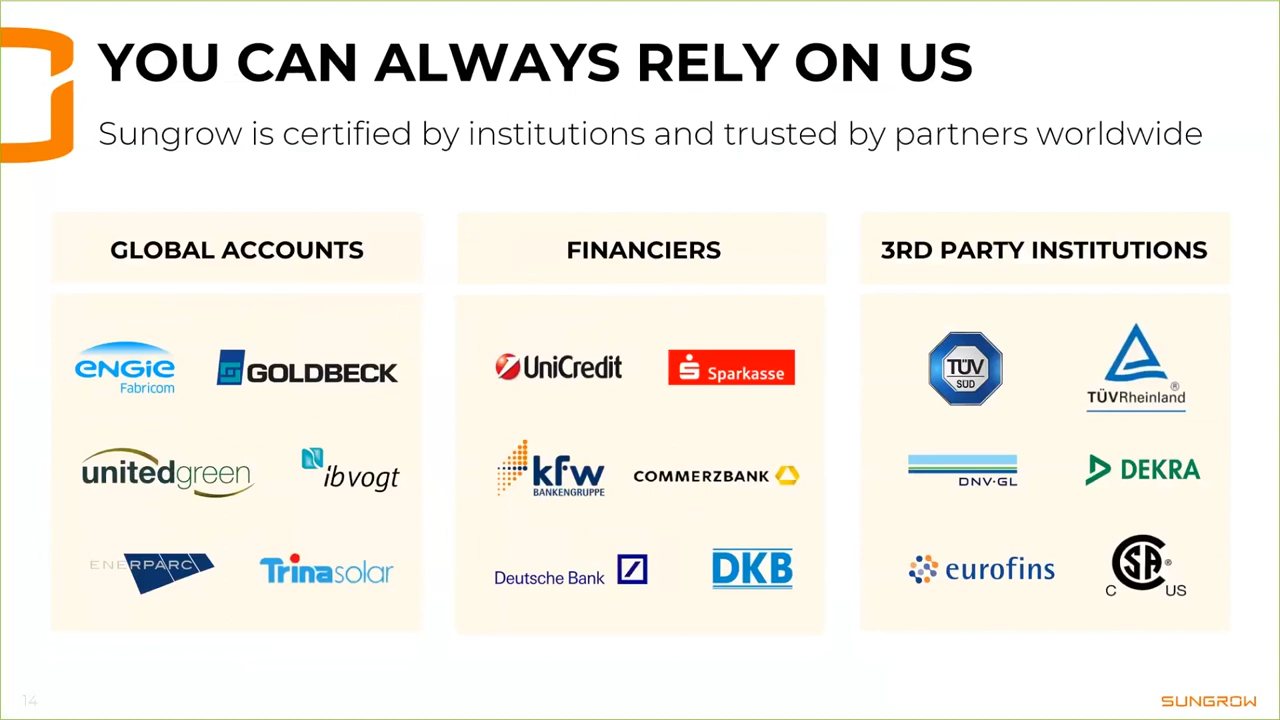 YOU CAN ALWAYS RELY ON US
Sungrow is certified by institutions and trusted by partners worldwide
GLOBAL ACCOUNTS
ENGIE
Fabricom
GOLDBECK
unitedgreen
ibvogt
ENERPARC
Trinasolar
FINANCIERS
UniCredit
Sparkasse
kfw
BANKENGRUPPE
COMMERZBANK
Deutsche Bank
DKB
3RD PARTY INSTITUTIONS
TÜV
SÜD
TÜVRheinland®
DNV·GL
DEKRA
eurofins
CSA®
C US
14
SUNGROW